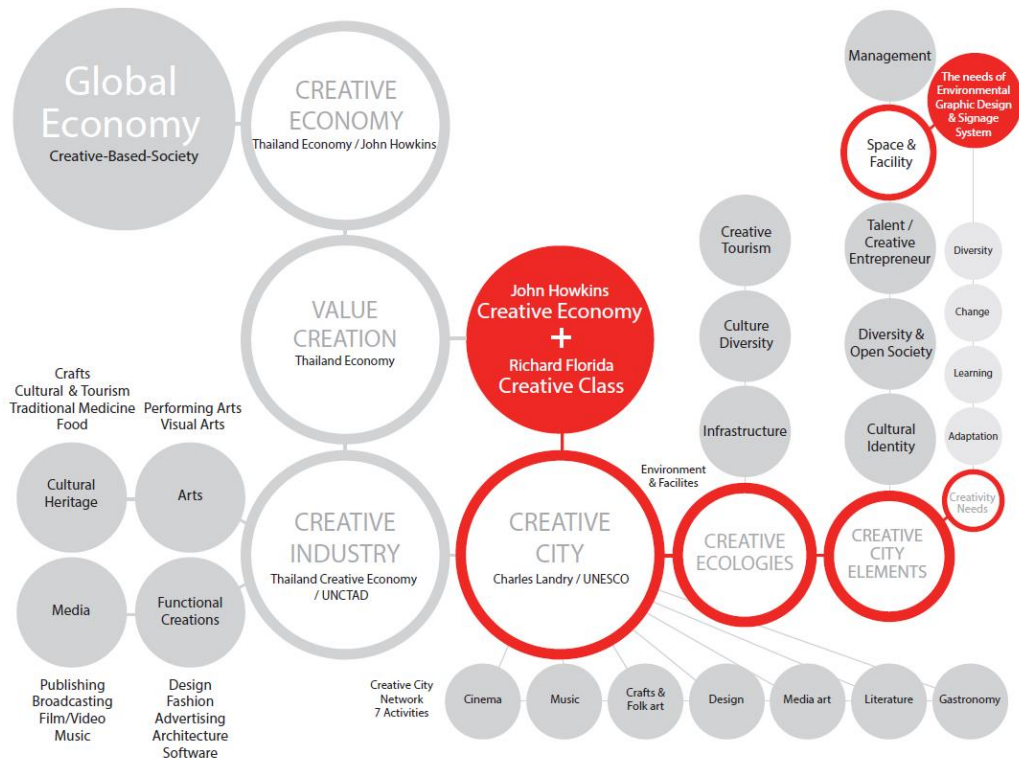 Global
Economy
Creative-Based-Society
CREATIVE
ECONOMY
Thailand Economy / John Howkins
VALUE
CREATION
Thailand Economy
John Howkins
Creative Economy
+
Richard Florida
Creative Class
Crafts
Cultural & Tourism
Traditional Medicine
Food
Performing Arts
Visual Arts
Cultural
Heritage
Arts
Media
Functional
Creations
Publishing
Broadcasting
Film/Video
Music
Design
Fashion
Advertising
Architecture
Software
CREATIVE
INDUSTRY
Thailand Creative Economy
/ UNCTAD
CREATIVE
CITY
Charles Landry / UNESCO
Environment
& Facilites
CREATIVE
ECOLOGIES
CREATIVE
CITY
ELEMENTS
Creative
Tourism
Culture
Diversity
Infrastructure
Management
Space &
Facility
Talent /
Creative
Entrepreneur
Diversity &
Open Society
Cultural
Identity
The needs of
Environmental
Graphic Design
& Signage
System
Diversity
Change
Learning
Adaptation
Creativity
Needs
Creative City
Network
7 Activities
Cinema
Music
Crafts &
Folk art
Design
Media art
Literature
Gastronomy